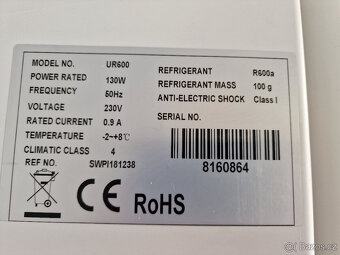 MODEL NO. UR600
POWER RATED 130W
FREQUENCY 50Hz
VOLTAGE 230V
RATED CURRENT 0.9 A
TEMPERATURE -2~+8℃
CLIMATIC CLASS 4
REF NO. SWPI181238
REFRIGERANT R600a
REFRIGERANT MASS 100 g
ANTI-ELECTRIC SHOCK Class I
SERIAL NO.
8160864
CE RoHS